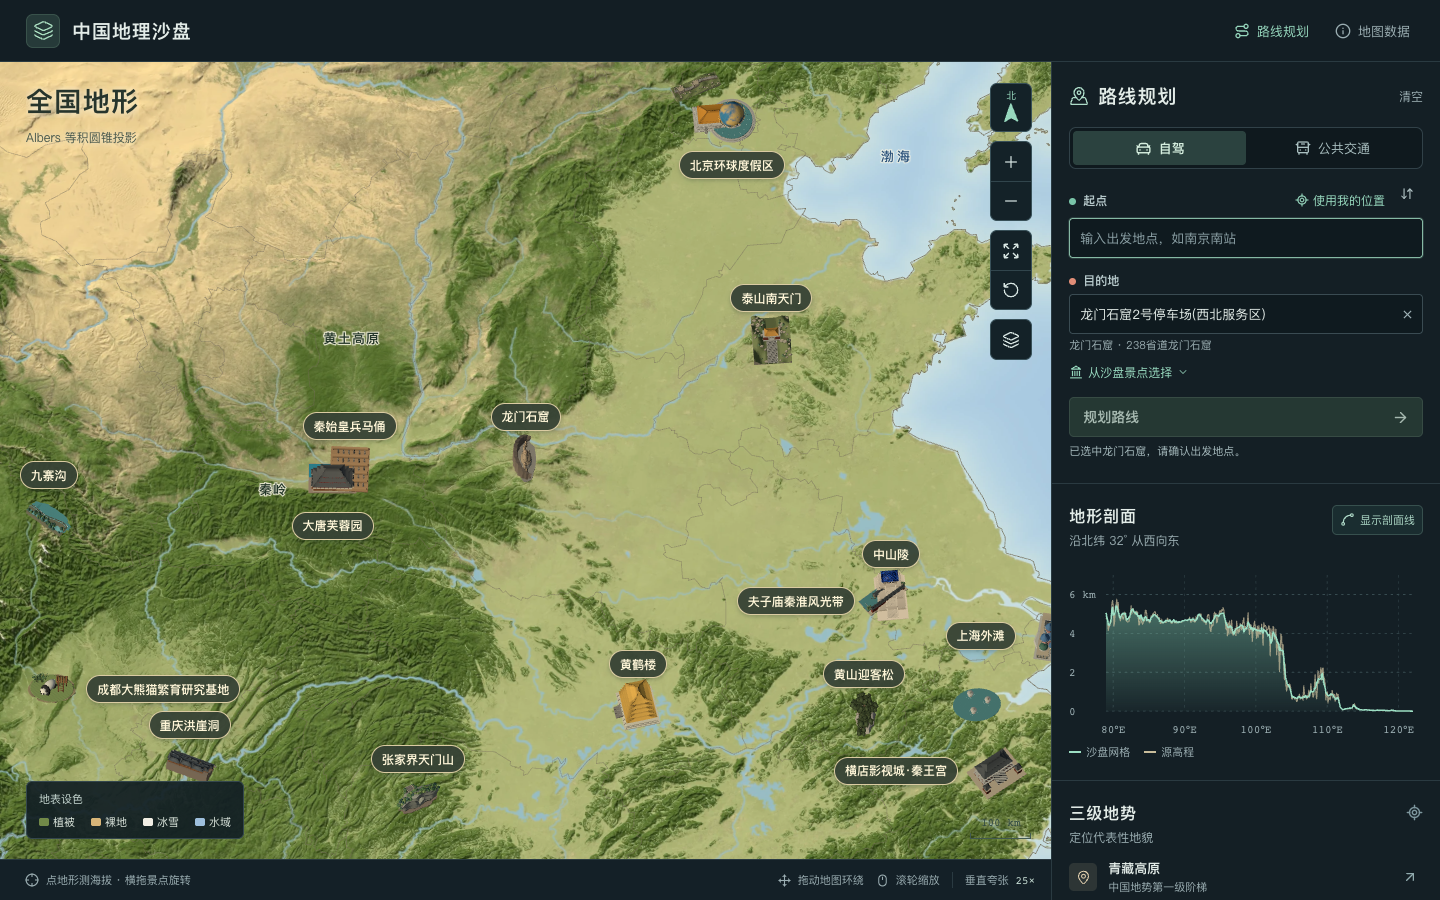 中国地理沙盘
路线规划
地图数据
全国地形
Albers 等积圆锥投影
北
渤海
北京环球度假区
泰山南天门
黄土高原
秦始皇兵马俑
龙门石窟
九寨沟
秦岭
大唐芙蓉园
中山陵
夫子庙秦淮风光带
上海外滩
黄鹤楼
黄山迎客松
成都大熊猫繁育研究基地
重庆洪崖洞
张家界天门山
横店影视城·秦王宫
地表设色
植被 裸地 冰雪 水域
点地形测海拔 · 横拖景点旋转
拖动地图环绕
滚轮缩放
垂直夸张 25×
路线规划
清空
自驾
公共交通
起点
使用我的位置
输入出发地点，如南京南站
目的地
龙门石窟2号停车场(西北服务区)
龙门石窟 · 238省道龙门石窟
从沙盘景点选择
规划路线
已选中龙门石窟，请确认出发地点。
地形剖面
显示剖面线
沿北纬 32° 从西向东
6 km
4
2
0
80°E 90°E 100°E 110°E 120°E
沙盘网格 源高程
三级地势
定位代表性地貌
青藏高原
中国地势第一级阶梯